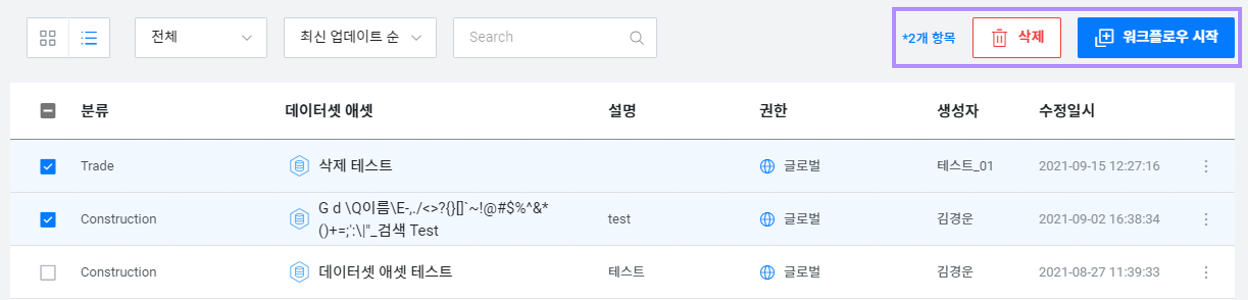 전체
최신 업데이트 순
Search
*2개 항목
삭제
워크플로우 시작
분류 데이터셋 애셋 설명 권한 생성자 수정일시
Trade 삭제 테스트 글로벌 테스트_01 2021-09-15 12:27:16
Construction G d \Q이름\E-,./<>?{}[]`~!@#$%^&* test 글로벌 김경운 2021-09-02 16:38:34
()+=;':\|"_검색 Test
Construction 데이터셋 애셋 테스트 테스트 글로벌 김경운 2021-08-27 11:39:33